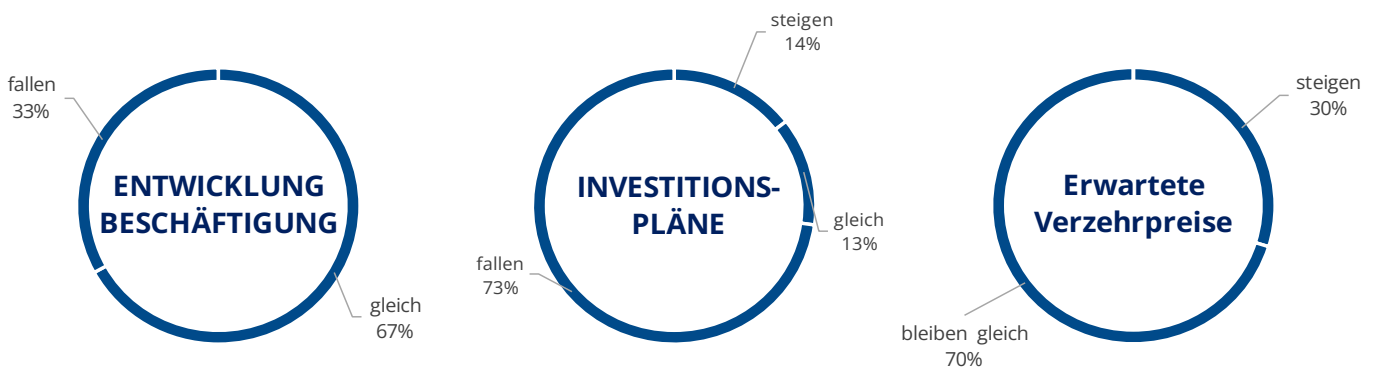 fallen
33%
ENTWICKLUNG
BESCHÄFTIGUNG
gleich
67%
steigen
14%
INVESTITIONS-
PLÄNE
gleich
13%
fallen
73%
steigen
30%
Erwartete
Verzehrpreise
bleiben gleich
70%